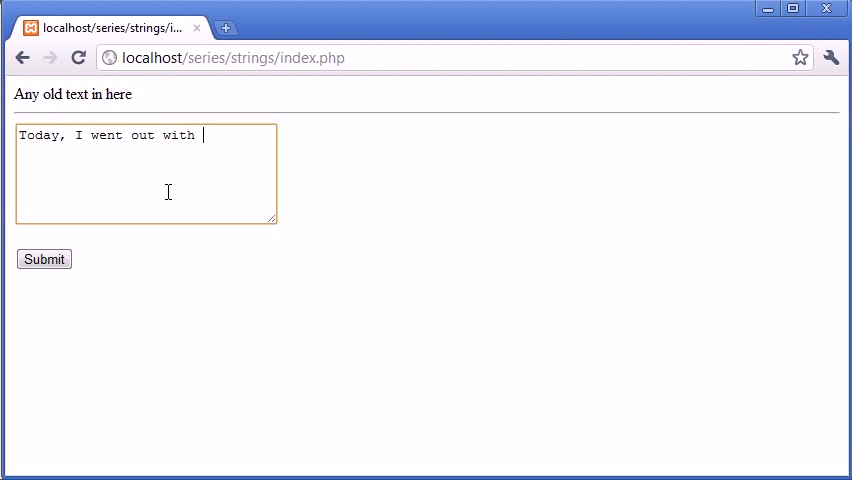 localhost/series/strings/i...
localhost/series/strings/index.php
Any old text in here
Today, I went out with
Submit